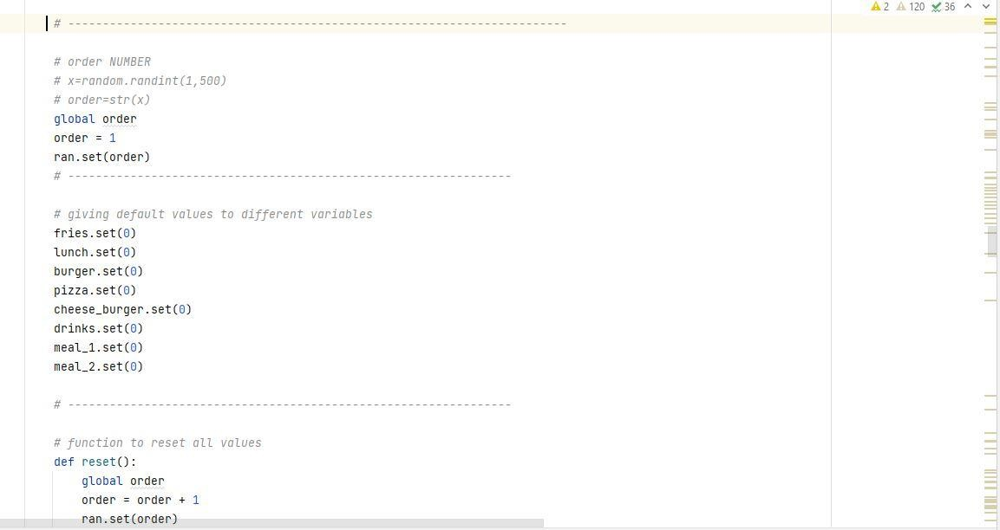 2 120 36
# ------------------------------------------------------------------------
# order NUMBER
# x=random.randint(1,500)
# order=str(x)
global order
order = 1
ran.set(order)
# ----------------------------------------------------------------
# giving default values to different variables
fries.set(0)
lunch.set(0)
burger.set(0)
pizza.set(0)
cheese_burger.set(0)
drinks.set(0)
meal_1.set(0)
meal_2.set(0)
# ----------------------------------------------------------------
# function to reset all values
def reset():
    global order
    order = order + 1
    ran.set(order)